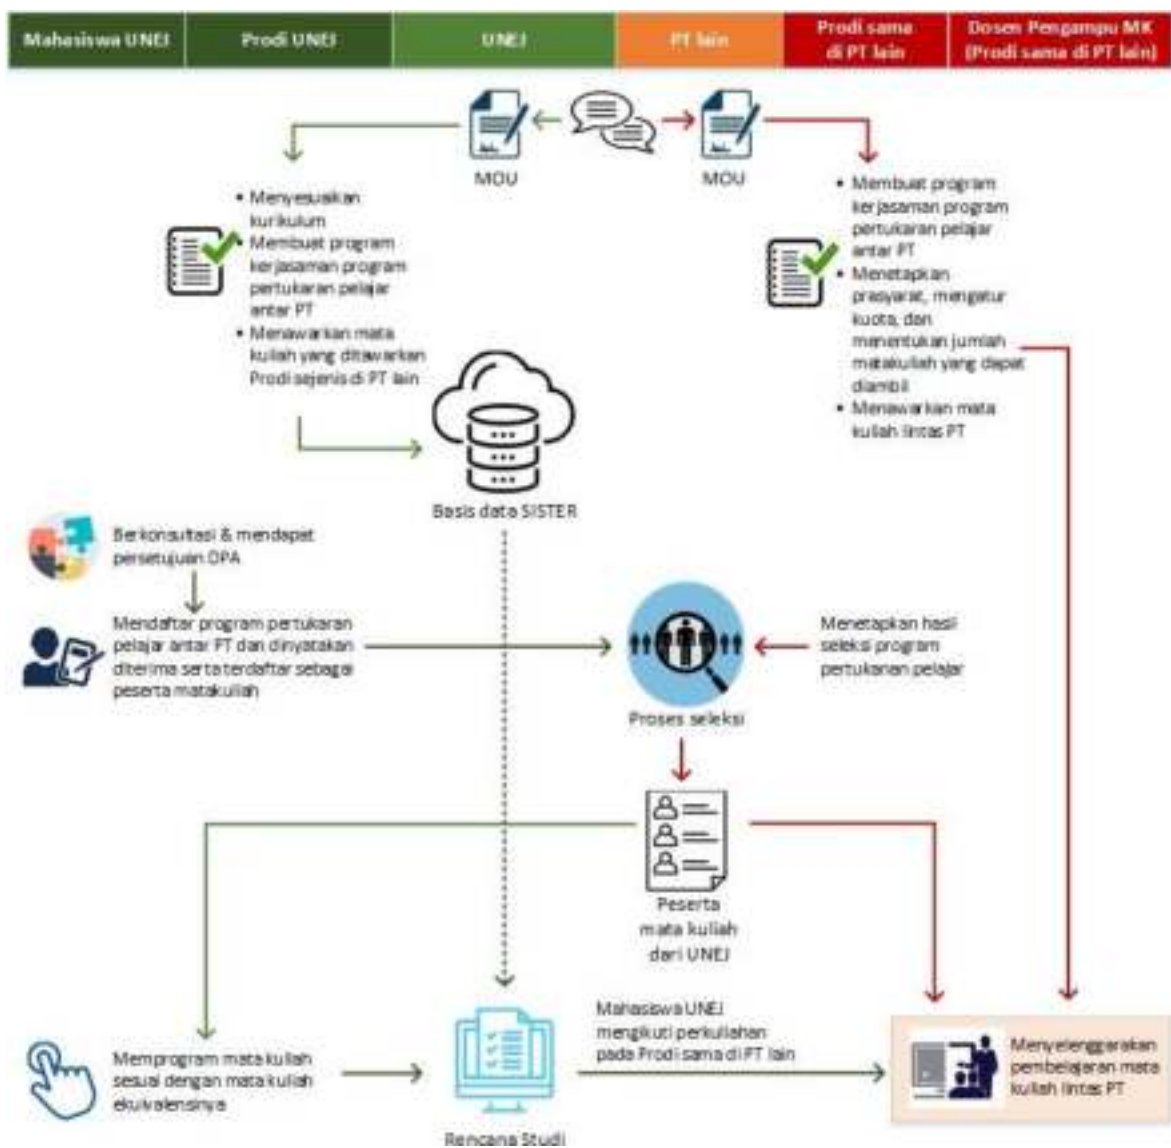 Mahasiswa UNEJ
Prodi UNEJ
UNEJ
PT lain
Prodi sama
di PT lain
Dosen Pengampu MK
(Prodi sama di PT lain)
MOU
MOU
• Menyesuaikan
kurikulum
• Membuat program
kerjasaman program
pertukaran pelajar
antar PT
• Menawarkan mata
kuliah yang ditawarkan
Prodi sejenis di PT lain
• Membuat program
kerjasaman program
pertukaran pelajar
antar PT
• Menetapkan
prasyarat, mengatur
kuota, dan
menentukan jumlah
matakuliah yang dapat
diambil
• Menawarkan mata
kuliah lintas PT
Basis data SISTER
Berkonsultasi & mendapat
persetujuan DPA
Mendaftar program pertukaran
pelajar antar PT dan dinyatakan
diterima serta terdaftar sebagai
peserta matakuliah
Proses seleksi
Menetapkan hasil
seleksi program
pertukanan pelajar
Peserta
mata kuliah
dari UNEJ
Memprogram mata kuliah
sesuai dengan mata kuliah
ekuivalensinya
Rencana Studi
Mahasiswa UNEJ
mengikuti perkuliahan
pada Prodi sama di PT lain
Menyelenggarakan
pembelajaran mata
kuliah lintas PT